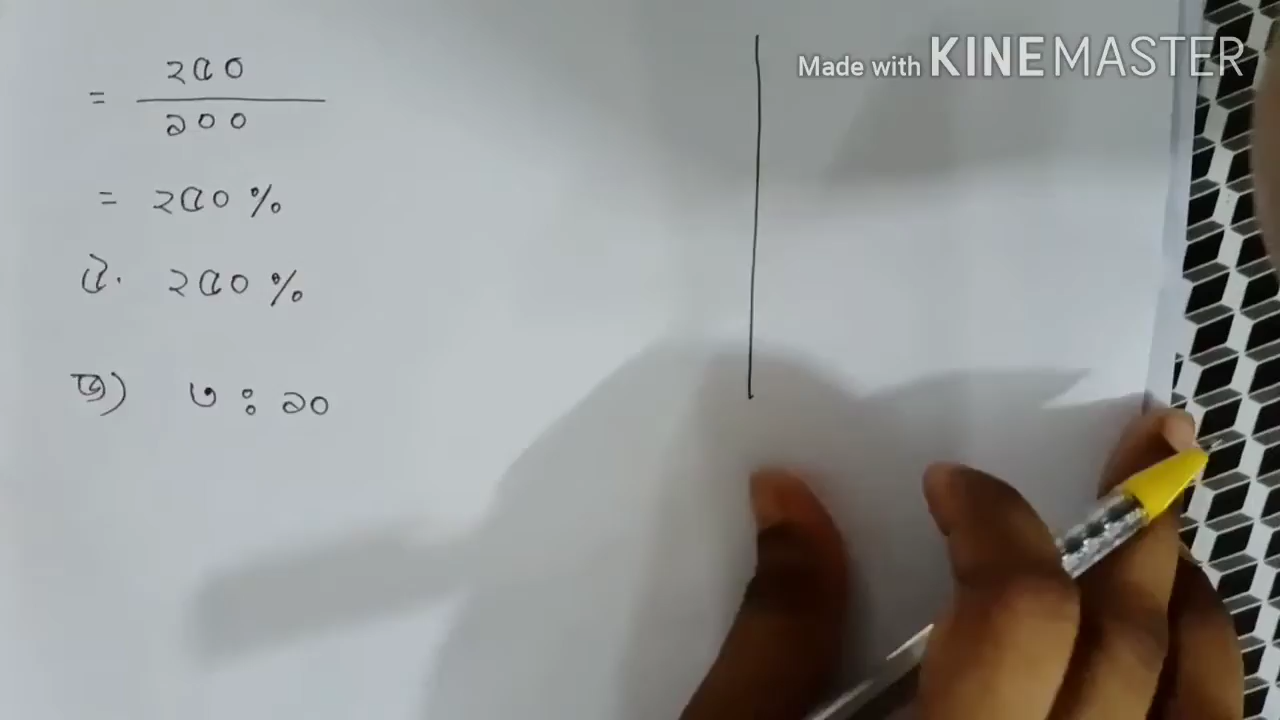 Made with KINEMASTER
= ২৫০
১০০
= ২৫০ %
উ. ২৫০ %
ঙ) ৩ : ১০